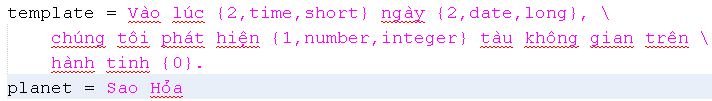 template = Vào lúc {2,time,short} ngày {2,date,long}, \
chúng tôi phát hiện {1,number,integer} tàu không gian trên \
hành tinh {0}.
planet = Sao Hỏa